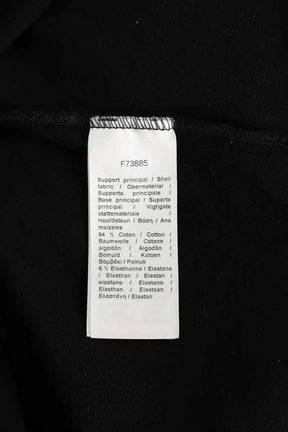 F73885
Support principal / Shell
fabric / Obermaterial /
Supporto principale /
Base principal / Suporte
principal / Vigtigste
stettemateriale /
Hoofdsteun / Βάση / Ana
malzeme
94 % Coton / Cotton /
Baumwolle / Cotone /
algodón / Algodão /
Bomuld / Katoen /
Βαμβάκι / Pamuk
6 % Elasthanne / Elastane
/ Elasthan / Elastan /
elastano / Elastano /
Elasthan / Elastaan /
Ελαστάνη / Elastan